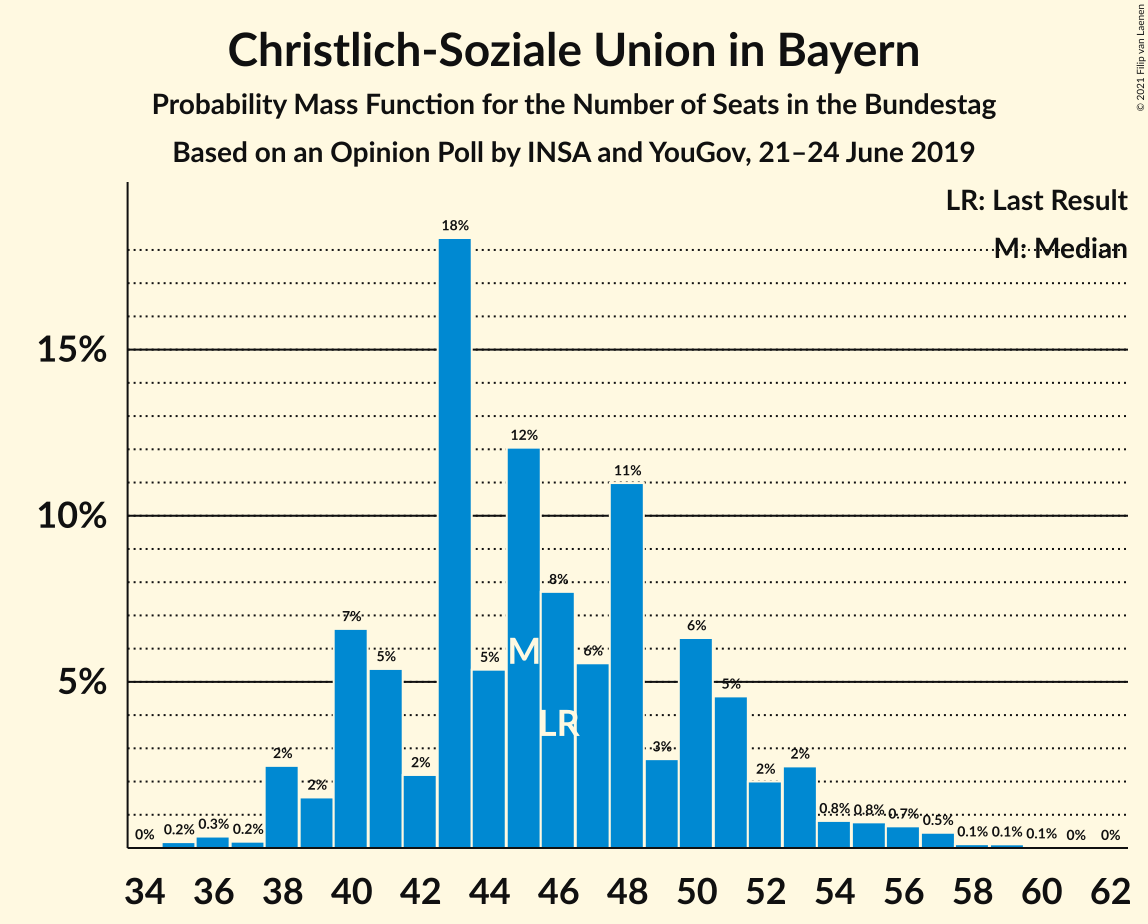 Christlich-Soziale Union in Bayern
Probability Mass Function for the Number of Seats in the Bundestag
Based on an Opinion Poll by INSA and YouGov, 21–24 June 2019
© 2021 Filip van Laenen
LR: Last Result
M: Median
15%
10%
5%
0% 0.2% 0.3% 0.2% 2% 2% 7% 5% 2% 18% 5% 12% 8% 6% 11% 3% 6% 5% 2% 2% 0.8% 0.8% 0.7% 0.5% 0.1% 0.1% 0.1% 0% 0%
M
LR
34 36 38 40 42 44 46 48 50 52 54 56 58 60 62